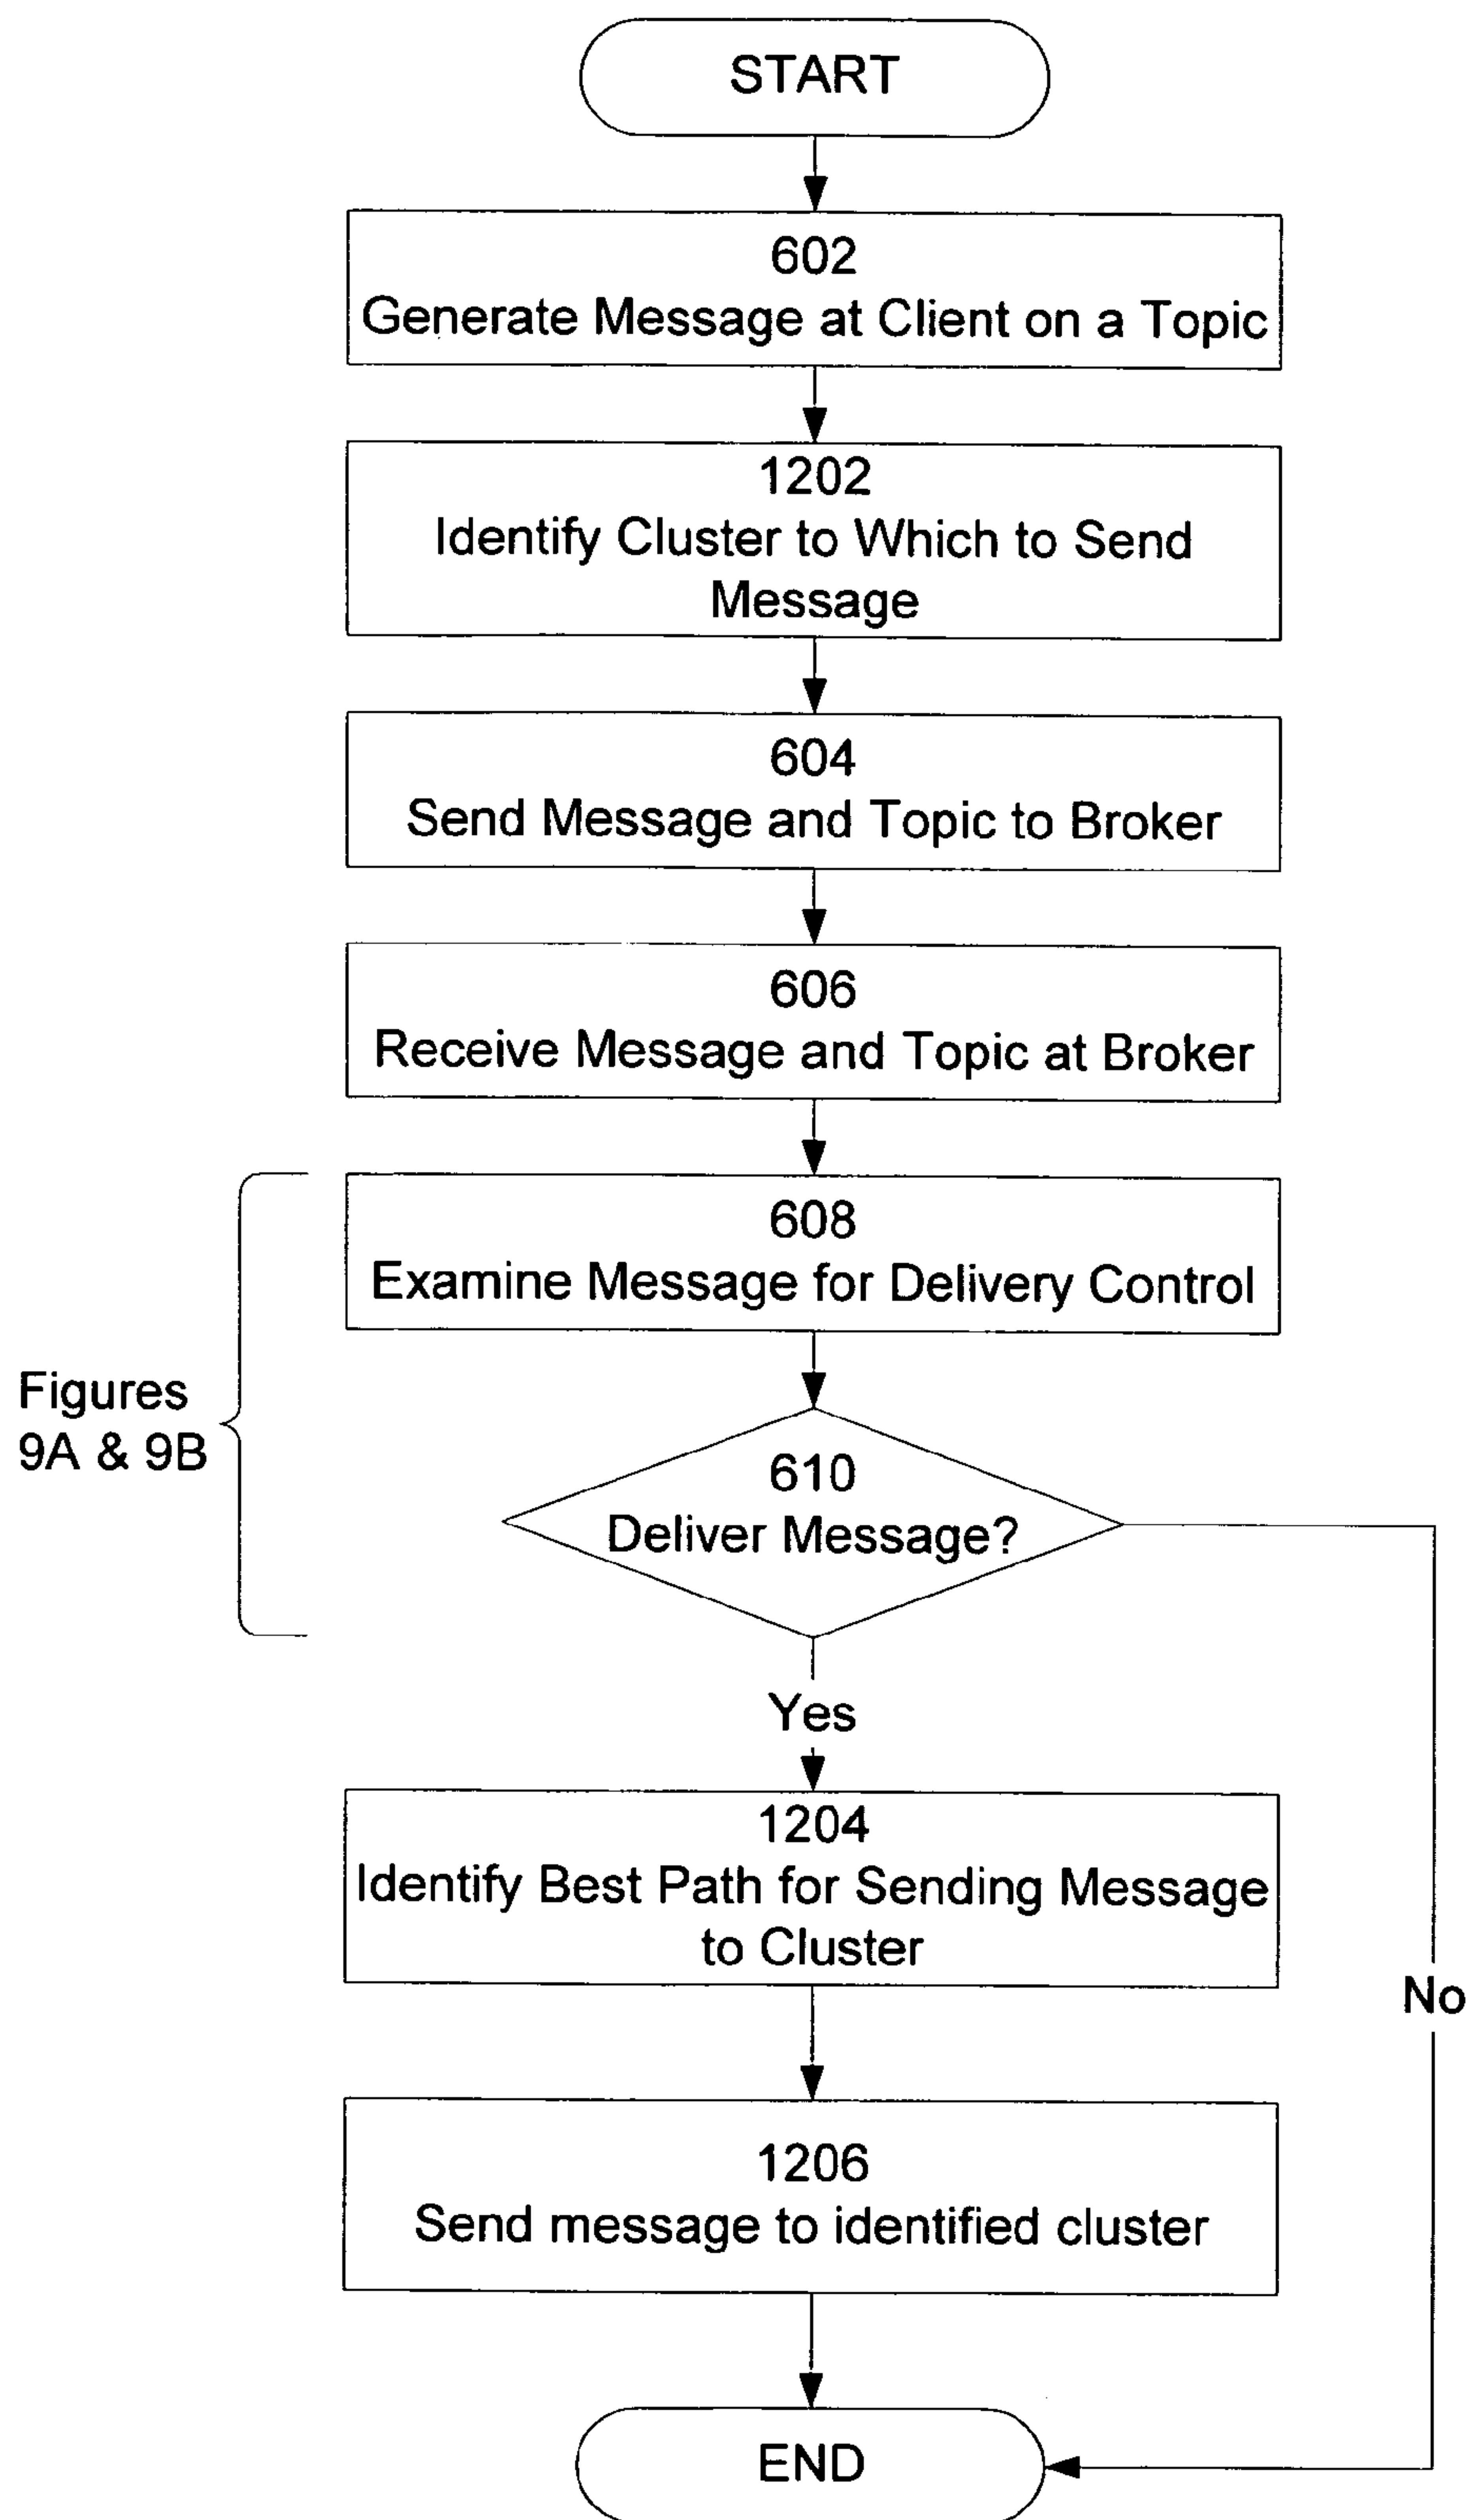 START
602
Generate Message at Client on a Topic
1202
Identify Cluster to Which to Send
Message
604
Send Message and Topic to Broker
606
Receive Message and Topic at Broker
608
Examine Message for Delivery Control
Figures
9A & 9B
610
Deliver Message?
Yes
1204
Identify Best Path for Sending Message
to Cluster
No
1206
Send message to identified cluster
END